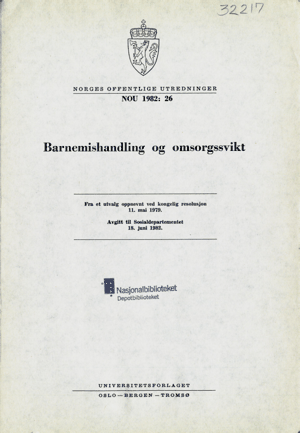 32217
NORGES OFFENTLIGE UTREDNINGER
NOU 1982: 26
Barnemishandling og omsorgssvikt
Fra et utvalg oppnevnt ved kongelig resolusjon
11. mai 1979.
Avgitt til Sosialdepartementet
18. juni 1982.
Nasjonalbiblioteket
Depotbiblioteket
UNIVERSITETSFORLAGET
OSLO — BERGEN — TROMSØ